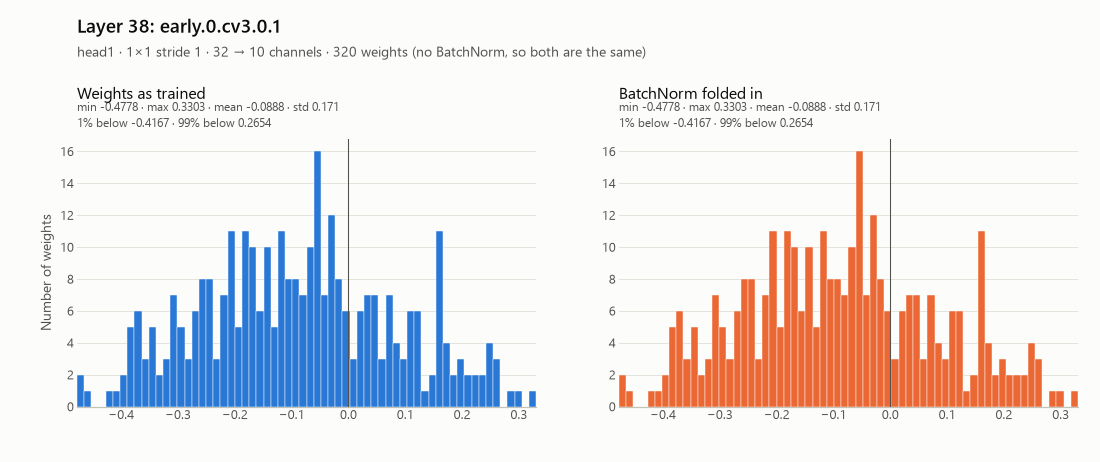 Layer 38: early.0.cv3.0.1
head1 · 1×1 stride 1 · 32 → 10 channels · 320 weights (no BatchNorm, so both are the same)
Weights as trained
min -0.4778 · max 0.3303 · mean -0.0888 · std 0.171
1% below -0.4167 · 99% below 0.2654
Number of weights
16
14
12
10
8
6
4
2
0
−0.4 −0.3 −0.2 −0.1 0.0 0.1 0.2 0.3
BatchNorm folded in
min -0.4778 · max 0.3303 · mean -0.0888 · std 0.171
1% below -0.4167 · 99% below 0.2654
16
14
12
10
8
6
4
2
0
−0.4 −0.3 −0.2 −0.1 0.0 0.1 0.2 0.3